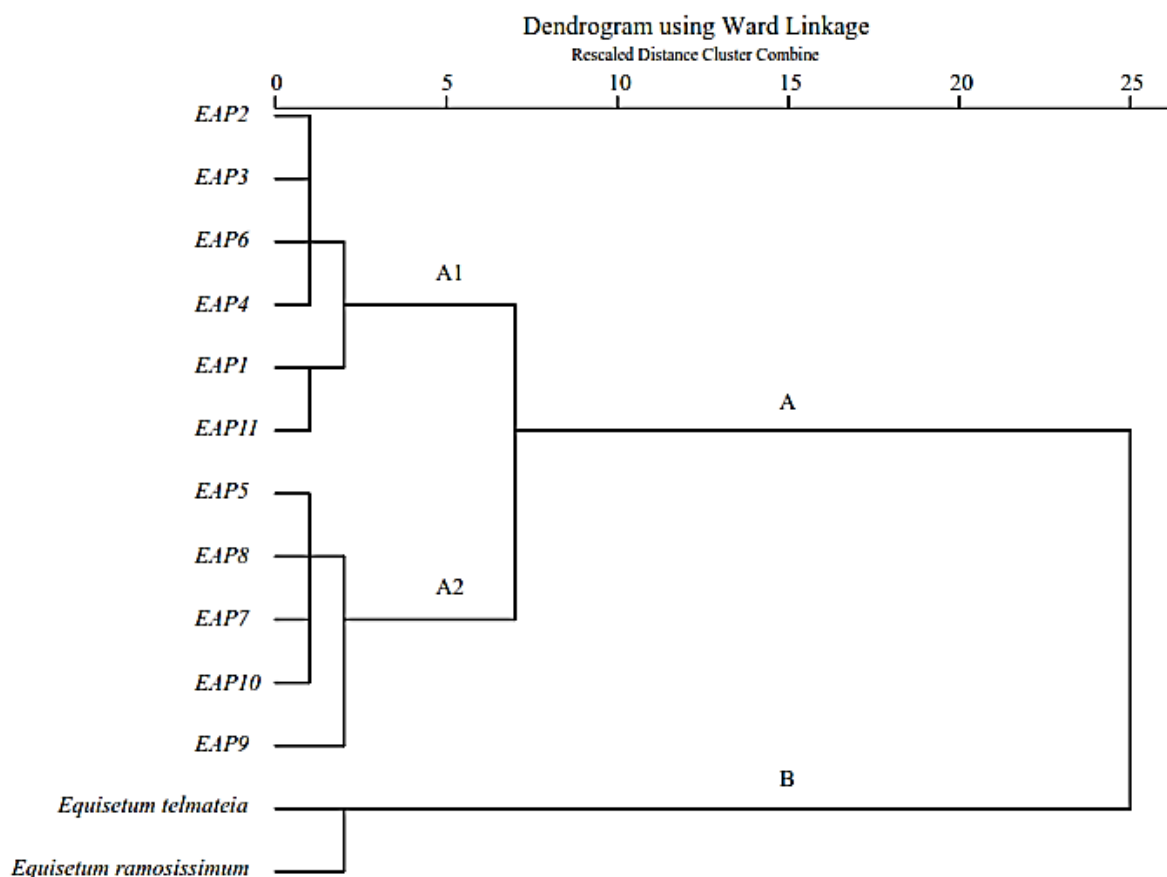 Dendrogram using Ward Linkage
Rescaled Distance Cluster Combine
0 5 10 15 20 25
EAP2
EAP3
EAP6
A1
EAP4
EAP1
A
EAP11
EAP5
EAP8
A2
EAP7
EAP10
EAP9
B
Equisetum telmateia
Equisetum ramosissimum